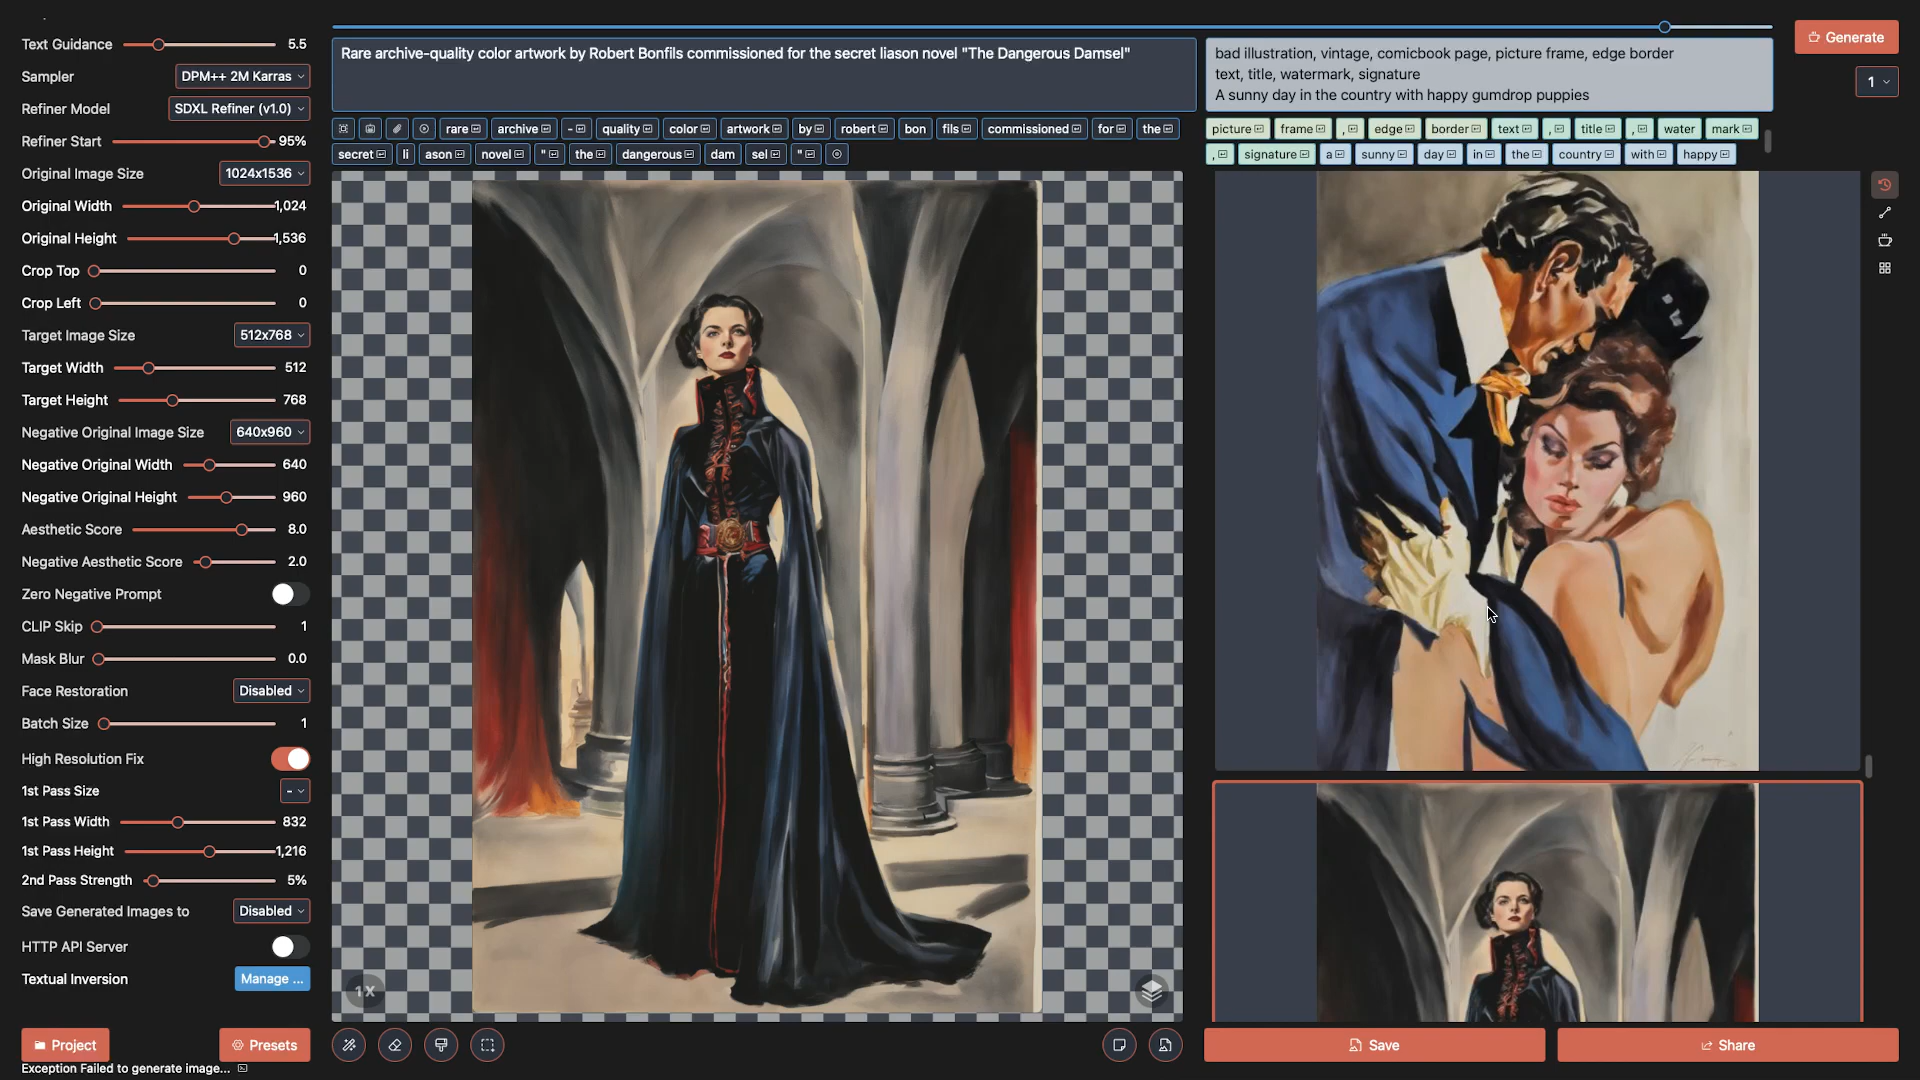 Text Guidance 5.5
Sampler DPM++ 2M Karras
Refiner Model SDXL Refiner (v1.0)
Refiner Start 95%
Original Image Size 1024x1536
Original Width 1,024
Original Height 1,536
Crop Top 0
Crop Left 0
Target Image Size 512x768
Target Width 512
Target Height 768
Negative Original Image Size 640x960
Negative Original Width 640
Negative Original Height 960
Aesthetic Score 8.0
Negative Aesthetic Score 2.0
Zero Negative Prompt
CLIP Skip 1
Mask Blur 0.0
Face Restoration Disabled
Batch Size 1
High Resolution Fix
1st Pass Size -
1st Pass Width 832
1st Pass Height 1,216
2nd Pass Strength 5%
Save Generated Images to Disabled
HTTP API Server
Textual Inversion Manage ...
Project Presets
Exception Failed to generate image...
Rare archive-quality color artwork by Robert Bonfils commissioned for the secret liason novel "The Dangerous Damsel"
rare archive - quality color artwork by robert bon fils commissioned for the
secret li ason novel " the dangerous dam sel "
1X
bad illustration, vintage, comicbook page, picture frame, edge border
text, title, watermark, signature
A sunny day in the country with happy gumdrop puppies
picture frame , edge border text , title , water mark
, signature a sunny day in the country with happy
Generate
1
Save Share